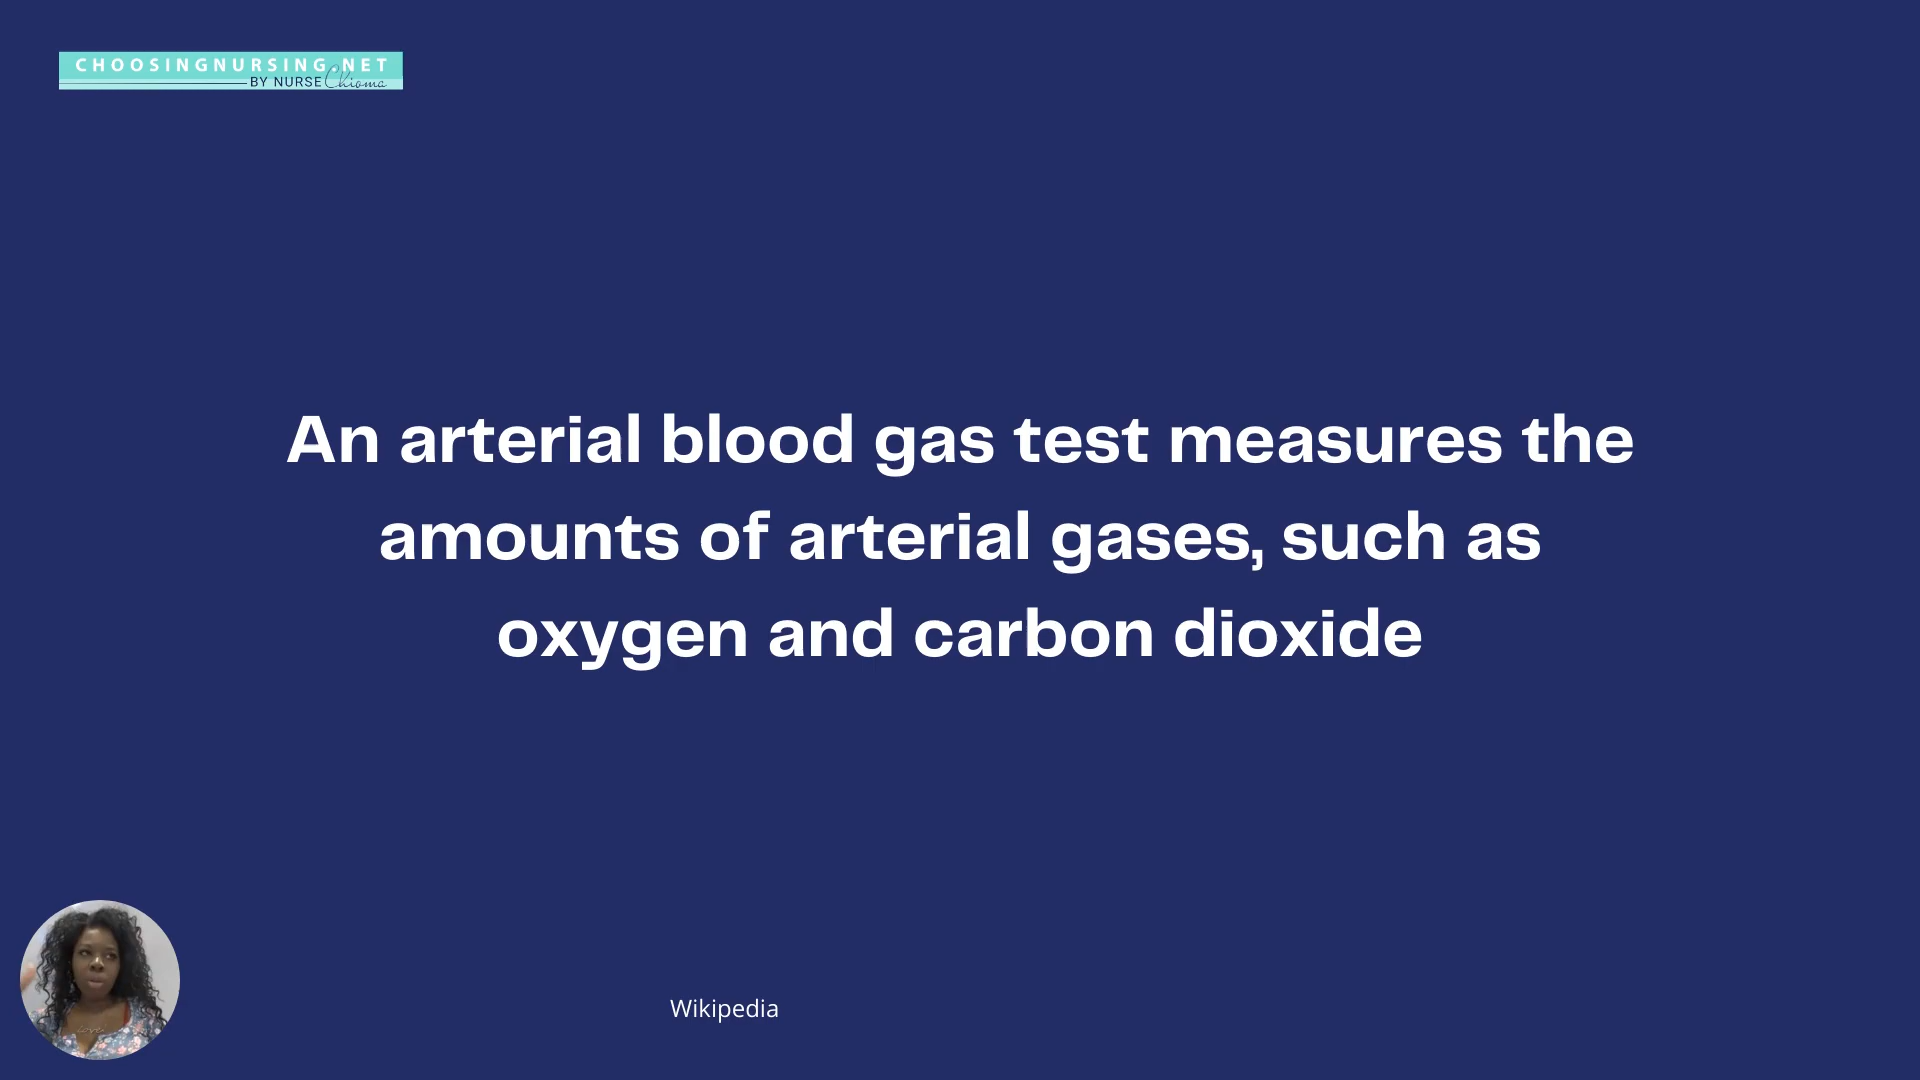 CHOOSINGNURSING.NET
BY NURSE Chioma
An arterial blood gas test measures the
amounts of arterial gases, such as
oxygen and carbon dioxide
Wikipedia